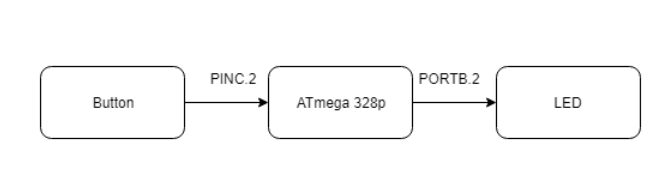 PINC.2
PORTB.2
Button
ATmega 328p
LED